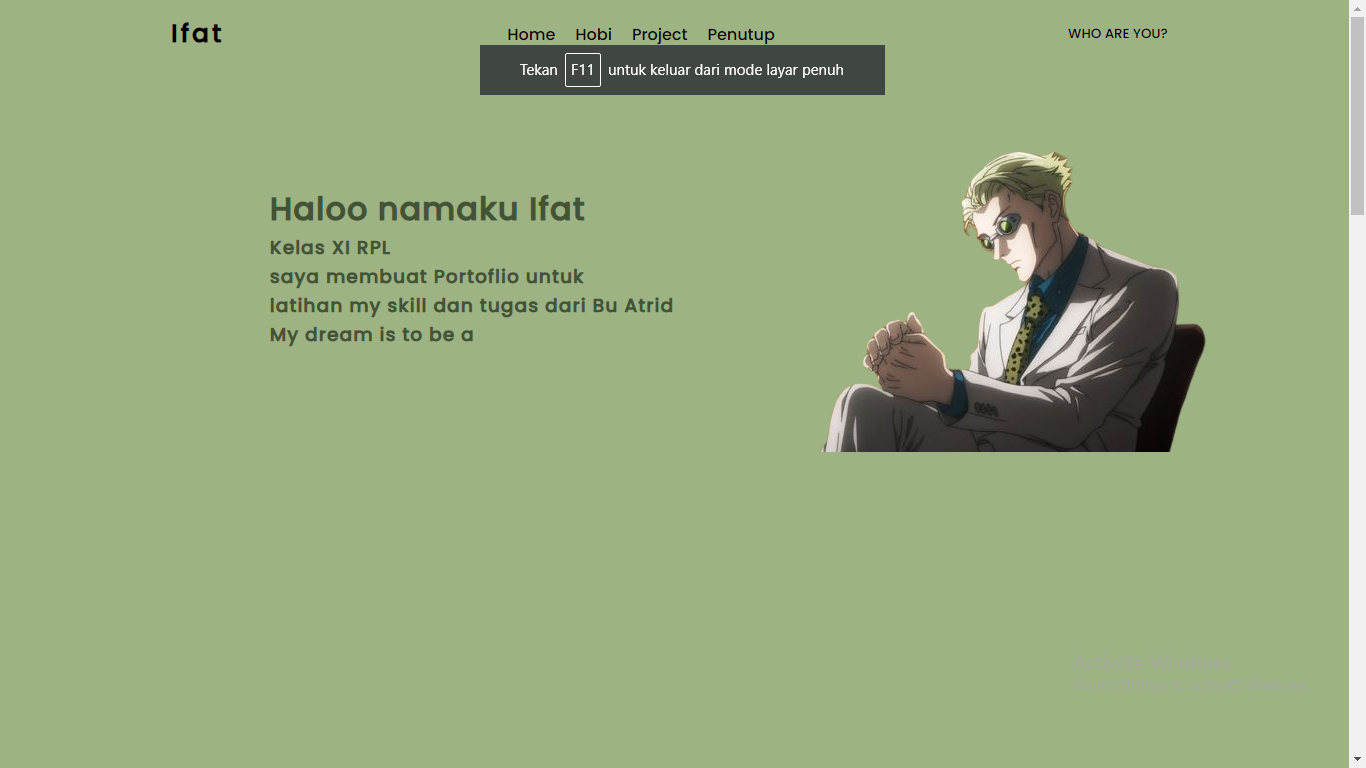 Ifat
Home Hobi Project Penutup
WHO ARE YOU?
Tekan F11 untuk keluar dari mode layar penuh
Haloo namaku Ifat
Kelas XI RPL
saya membuat Portoflio untuk
latihan my skill dan tugas dari Bu Atrid
My dream is to be a